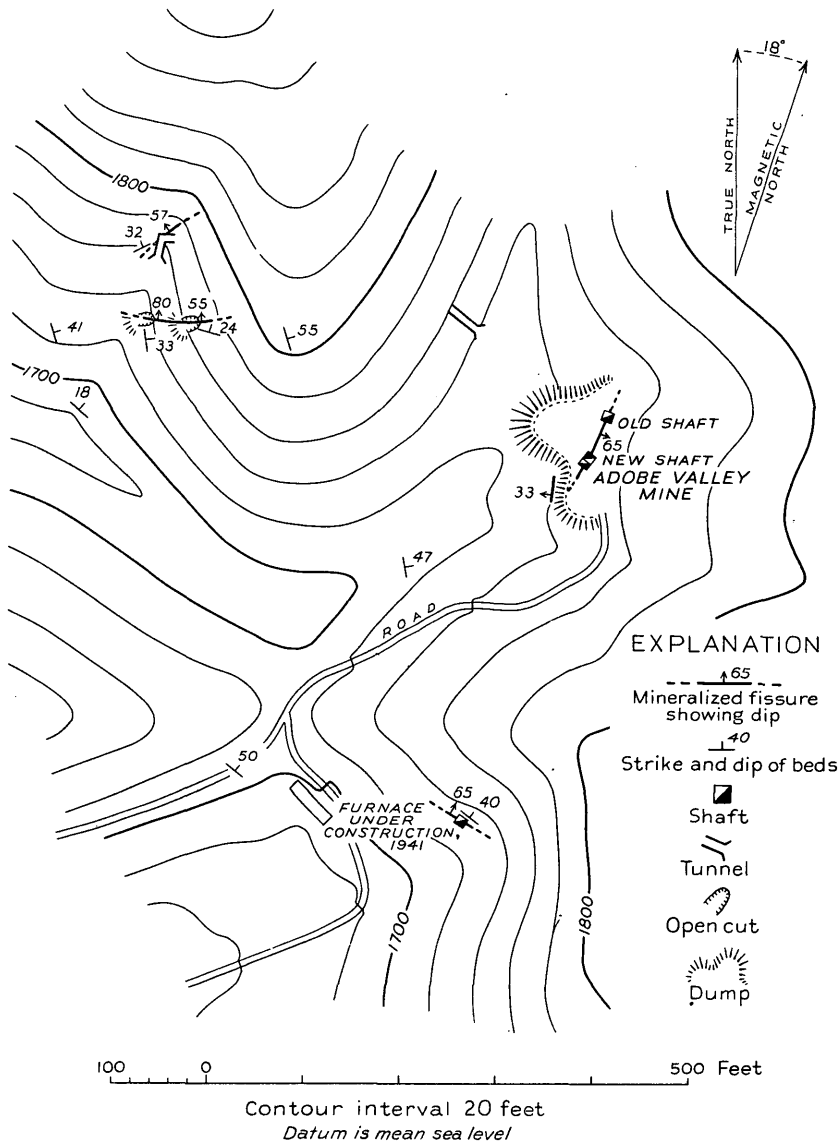 18°
TRUE NORTH
MAGNETIC NORTH
1800
57
32
80
55
24
41
33
55
1700
18
OLD SHAFT
65
NEW SHAFT
ADOBE VALLEY
MINE
33
47
ROAD
EXPLANATION
65
Mineralized fissure
showing dip
40
Strike and dip of beds
Shaft
Tunnel
Open cut
Dump
50
65
40
FURNACE
UNDER
CONSTRUCTION,
1941
1700
1800
100
0
500 Feet
Contour interval 20 feet
Datum is mean sea level